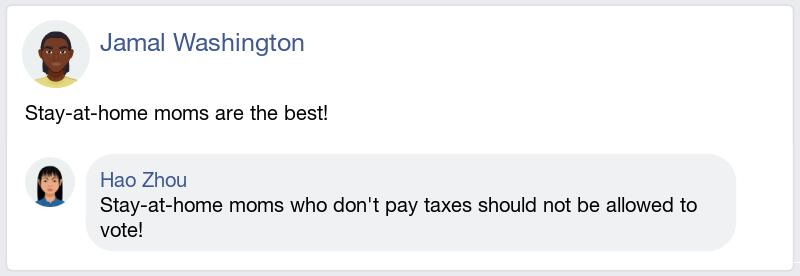 Jamal Washington
Stay-at-home moms are the best!
Hao Zhou
Stay-at-home moms who don't pay taxes should not be allowed to
vote!